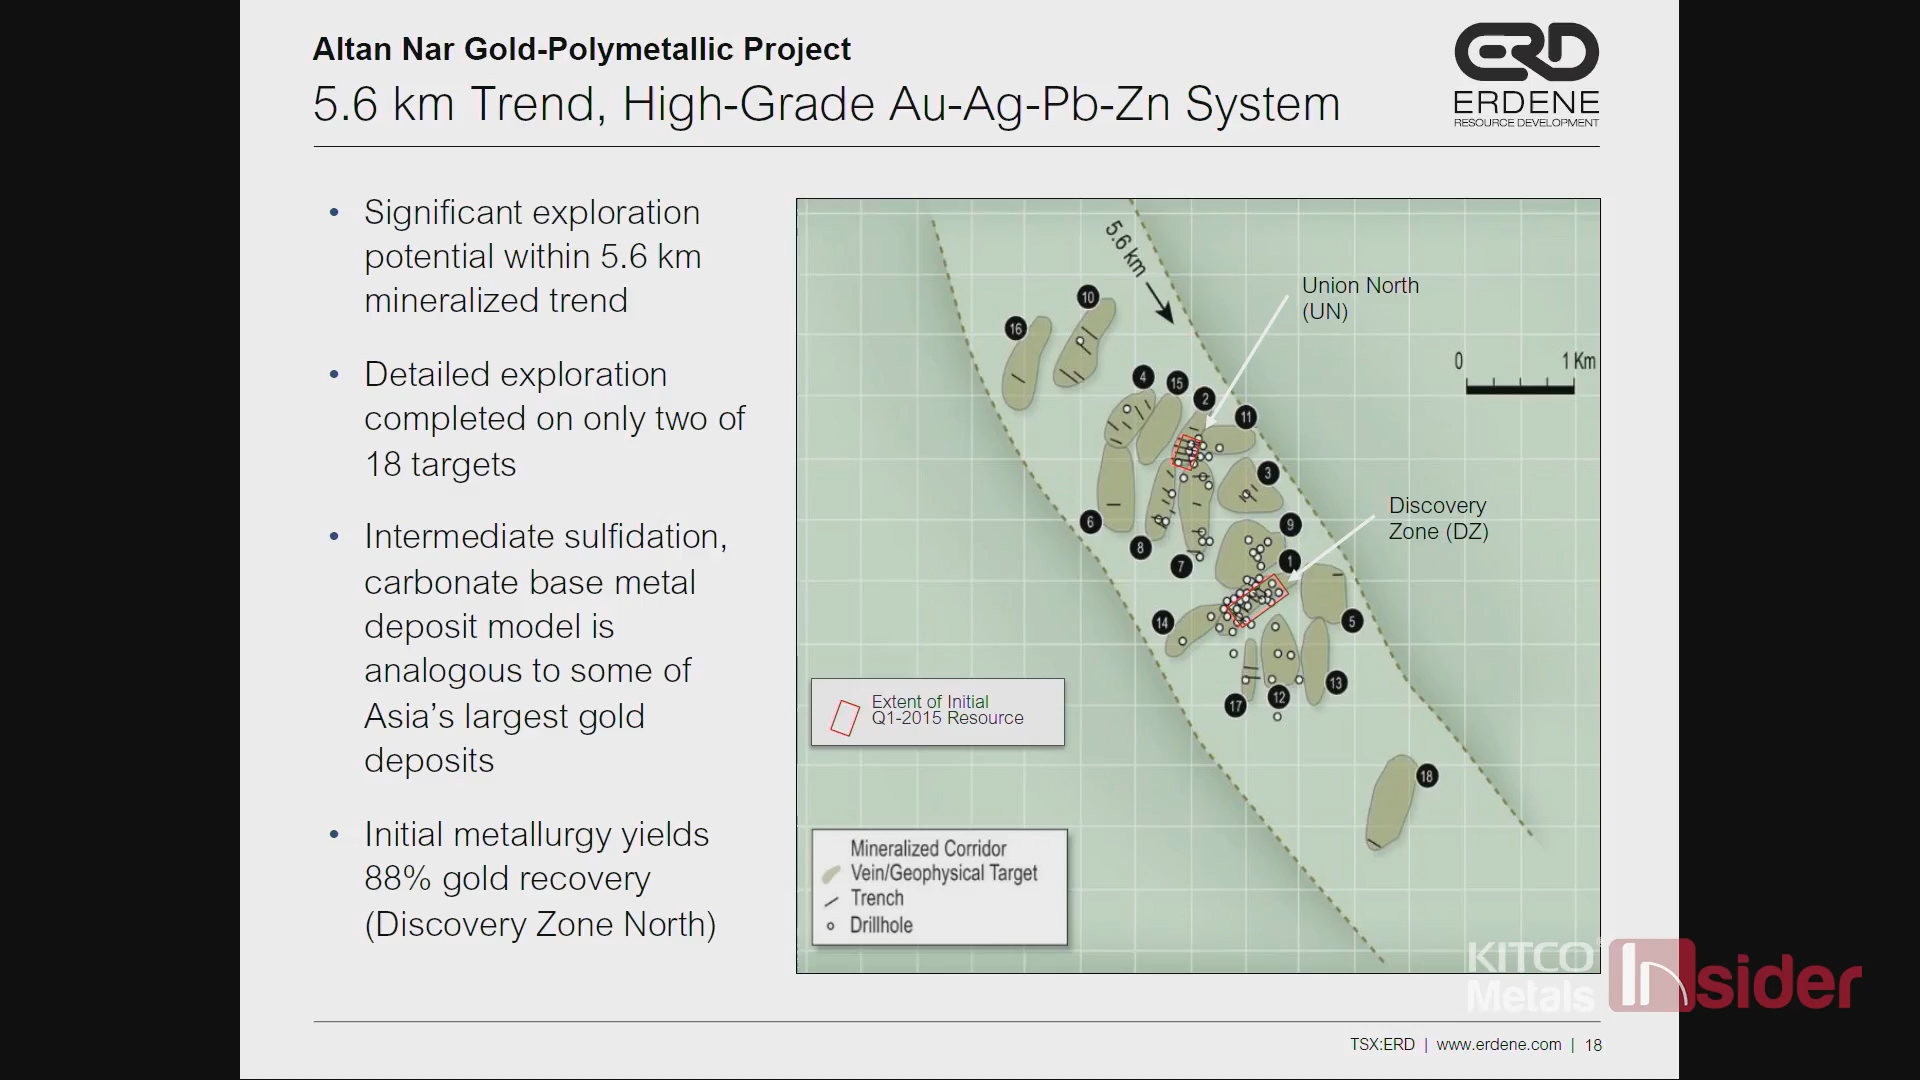 Altan Nar Gold-Polymetallic Project
5.6 km Trend, High-Grade Au-Ag-Pb-Zn System
ERD
ERDENE
RESOURCE DEVELOPMENT
• Significant exploration
potential within 5.6 km
mineralized trend
• Detailed exploration
completed on only two of
18 targets
• Intermediate sulfidation,
carbonate base metal
deposit model is
analogous to some of
Asia’s largest gold
deposits
• Initial metallurgy yields
88% gold recovery
(Discovery Zone North)
5.6 km
Union North
(UN)
10
16
0 1 Km
4
15
2
11
3
Discovery
Zone (DZ)
6
9
8
7
1
14
5
13
17
12
18
Extent of Initial
Q1-2015 Resource
Mineralized Corridor
Vein/Geophysical Target
Trench
Drillhole
KITCO
Metals
Insider
TSX:ERD | www.erdene.com | 18